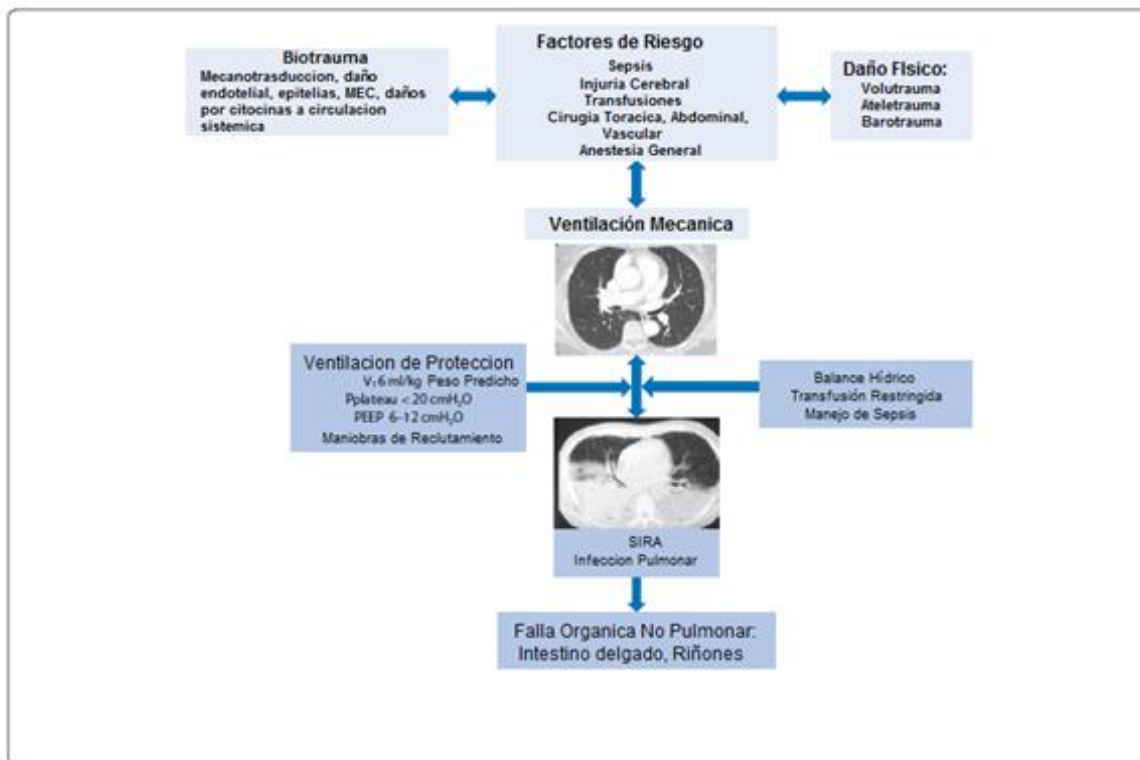 Factores de Riesgo
Sepsis
Injuria Cerebral
Transfusiones
Cirugia Toracica, Abdominal,
Vascular
Anestesia General
Biotrauma
Mecanotrasduccion, daño
endotelial, epitelias, MEC, daños
por citocinas a circulacion
sistemica
Daño FIsico:
Volutrauma
Ateletrauma
Barotrauma
Ventilación Mecanica
Ventilacion de Proteccion
Vt 6 ml/kg Peso Predicho
Pplateau < 20 cmH₂O
PEEP 6–12 cmH₂O
Maniobras de Reclutamiento
Balance Hídrico
Transfusión Restringida
Manejo de Sepsis
SIRA
Infeccion Pulmonar
Falla Organica No Pulmonar:
Intestino delgado, Riñones